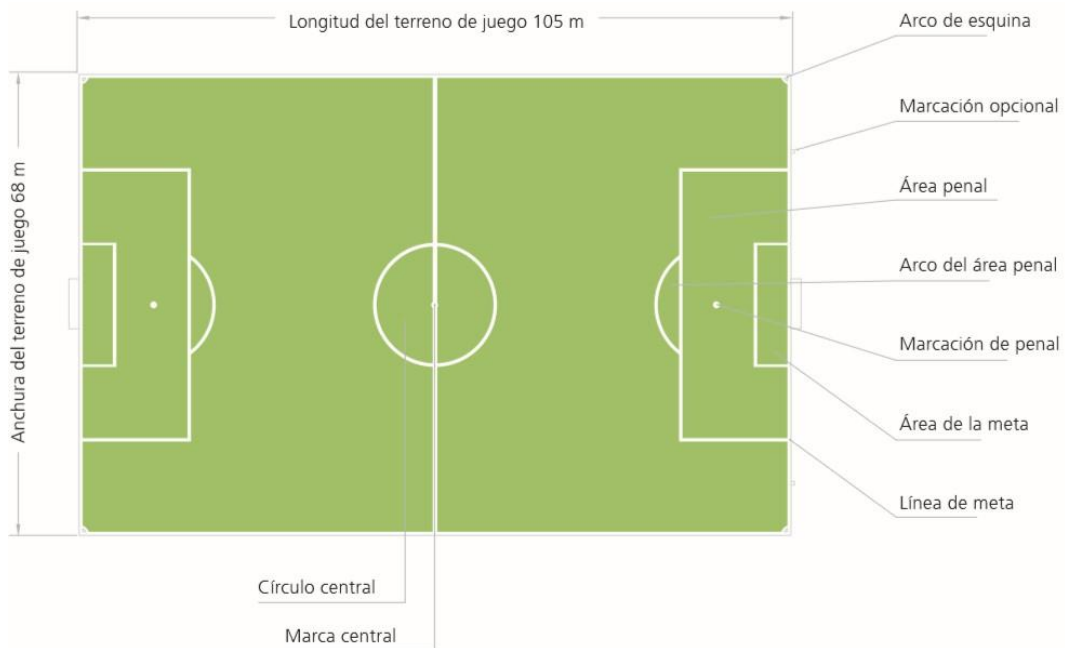 Longitud del terreno de juego 105 m
Arco de esquina
Marcación opcional
Anchura del terreno de juego 68 m
Área penal
Arco del área penal
Marcación de penal
Área de la meta
Línea de meta
Círculo central
Marca central